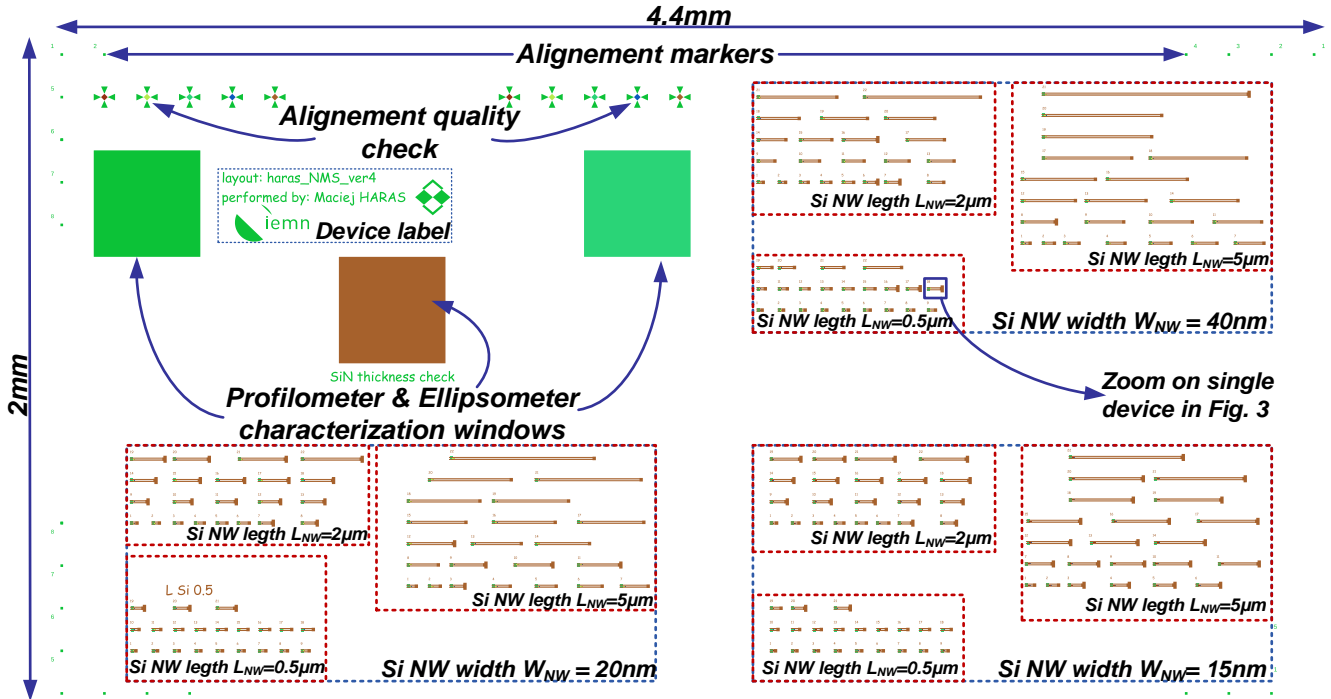 4.4mm
Alignement markers
2mm
Alignement quality
check
layout: haras_NMS_ver4
performed by: Maciej HARAS
iemn
Device label
SiN thickness check
Profilometer & Ellipsometer
characterization windows
Si NW legth L_NW=2µm
Si NW legth L_NW=5µm
Si NW legth L_NW=0.5µm
Si NW width W_NW = 40nm
Zoom on single
device in Fig. 3
Si NW legth L_NW=2µm
L Si 0.5
Si NW legth L_NW=5µm
Si NW legth L_NW=0.5µm
Si NW width W_NW = 20nm
Si NW legth L_NW=2µm
Si NW legth L_NW=5µm
Si NW legth L_NW=0.5µm
Si NW width W_NW = 15nm